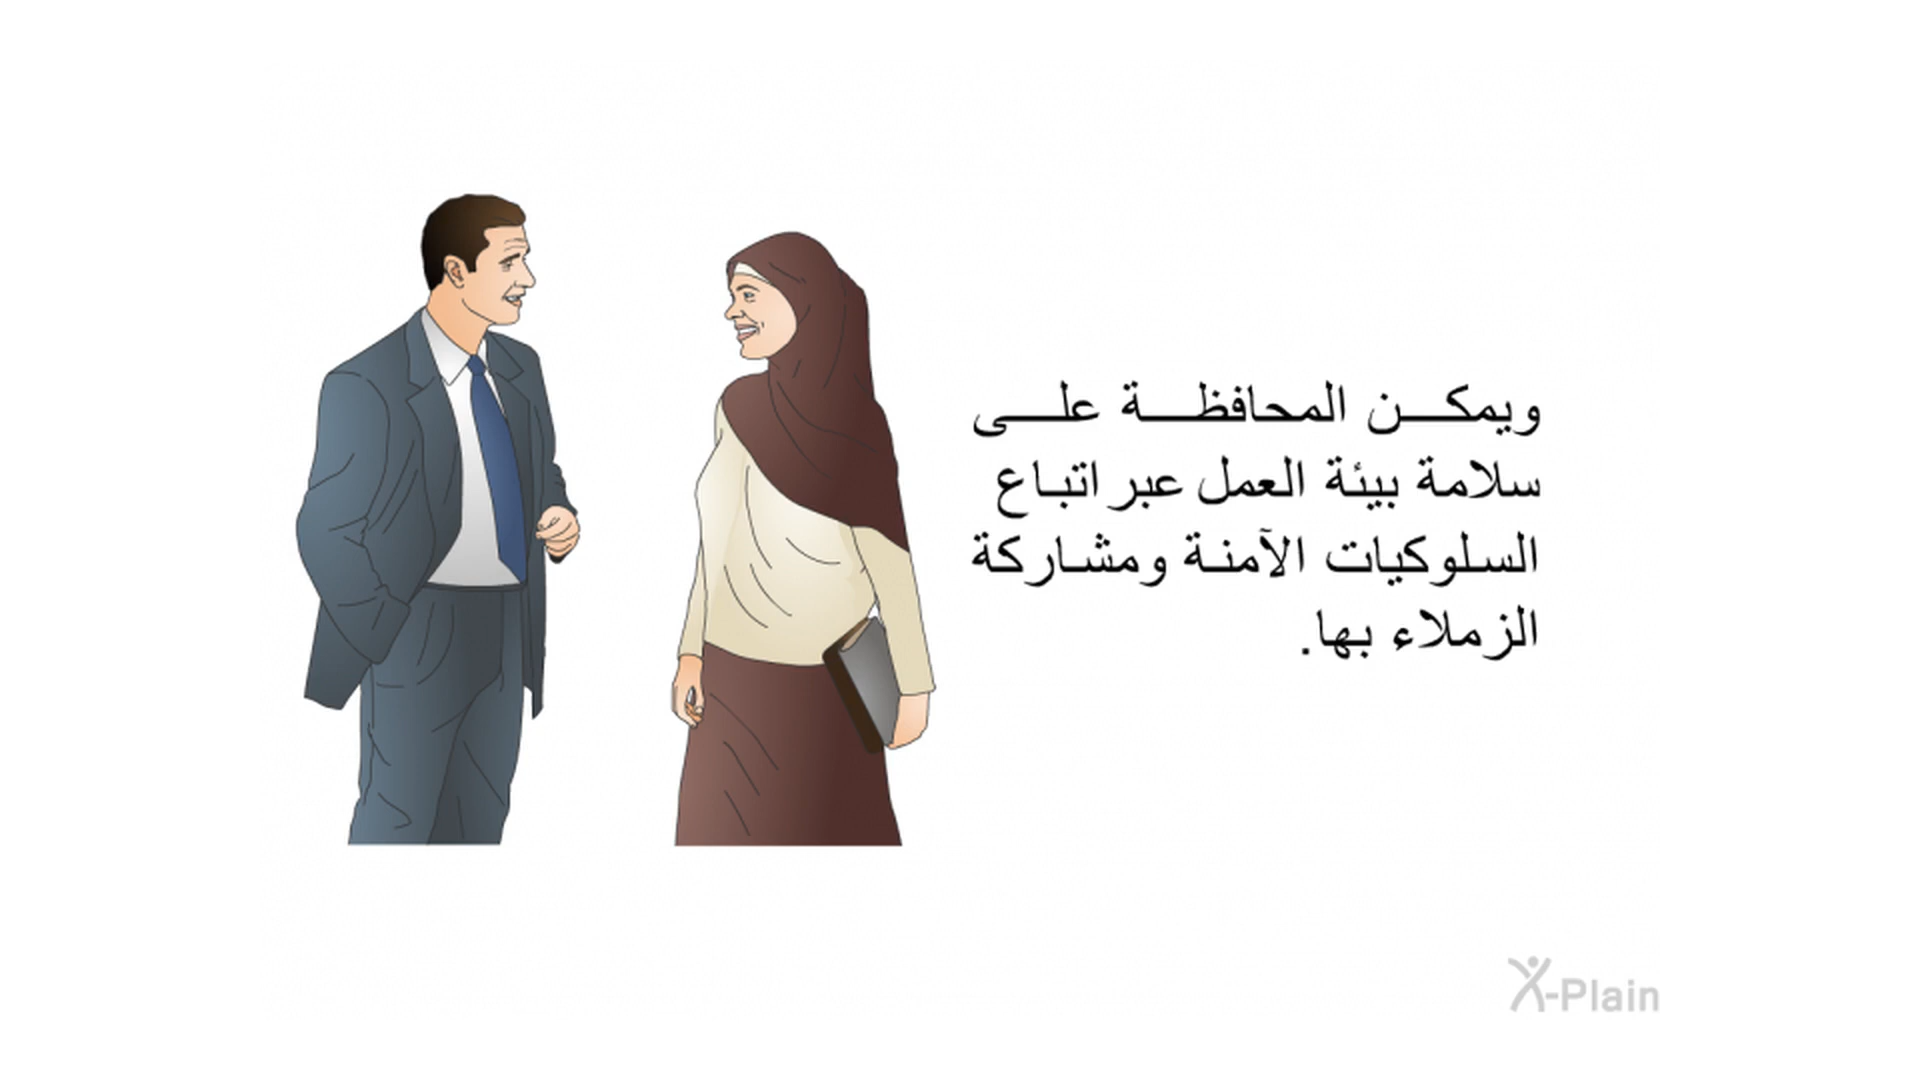 ويمكن المحافظة على
سلامة بيئة العمل عبر اتباع
السلوكيات الآمنة ومشاركة
الزملاء بها.
X-Plain